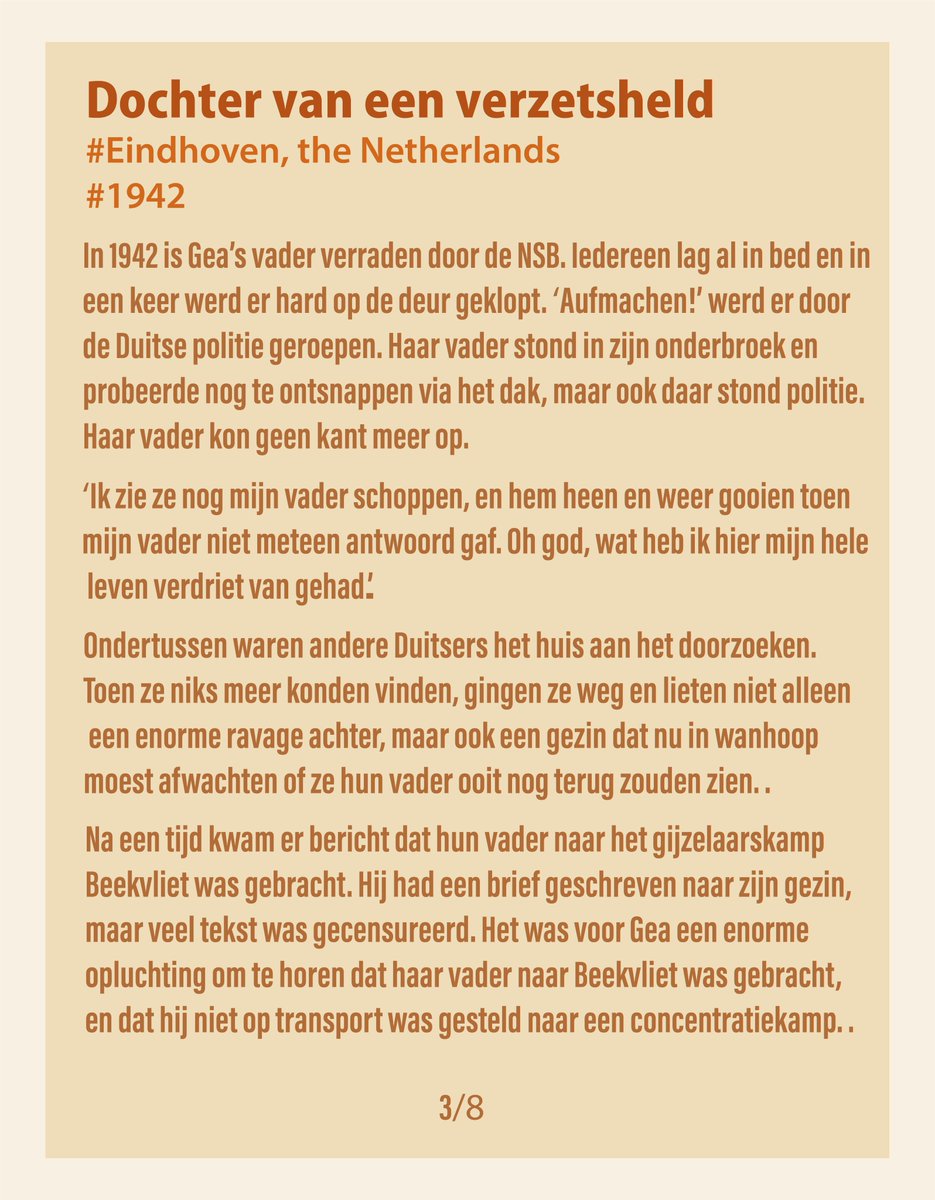 Dochter van een verzetsheld
#Eindhoven, the Netherlands
#1942
In 1942 is Gea’s vader verraden door de NSB. Iedereen lag al in bed en in
een keer werd er hard op de deur geklopt. ‘Aufmachen!’ werd er door
de Duitse politie geroepen. Haar vader stond in zijn onderbroek en
probeerde nog te ontsnappen via het dak, maar ook daar stond politie.
Haar vader kon geen kant meer op.
‘Ik zie ze nog mijn vader schoppen, en hem heen en weer gooien toen
mijn vader niet meteen antwoord gaf. Oh god, wat heb ik hier mijn hele
leven verdriet van gehad.’.
Ondertussen waren andere Duitsers het huis aan het doorzoeken.
Toen ze niks meer konden vinden, gingen ze weg en lieten niet alleen
een enorme ravage achter, maar ook een gezin dat nu in wanhoop
moest afwachten of ze hun vader ooit nog terug zouden zien. .
Na een tijd kwam er bericht dat hun vader naar het gijzelaarskamp
Beekvliet was gebracht. Hij had een brief geschreven naar zijn gezin,
maar veel tekst was gecensureerd. Het was voor Gea een enorme
opluchting om te horen dat haar vader naar Beekvliet was gebracht,
en dat hij niet op transport was gesteld naar een concentratiekamp. .
3/8